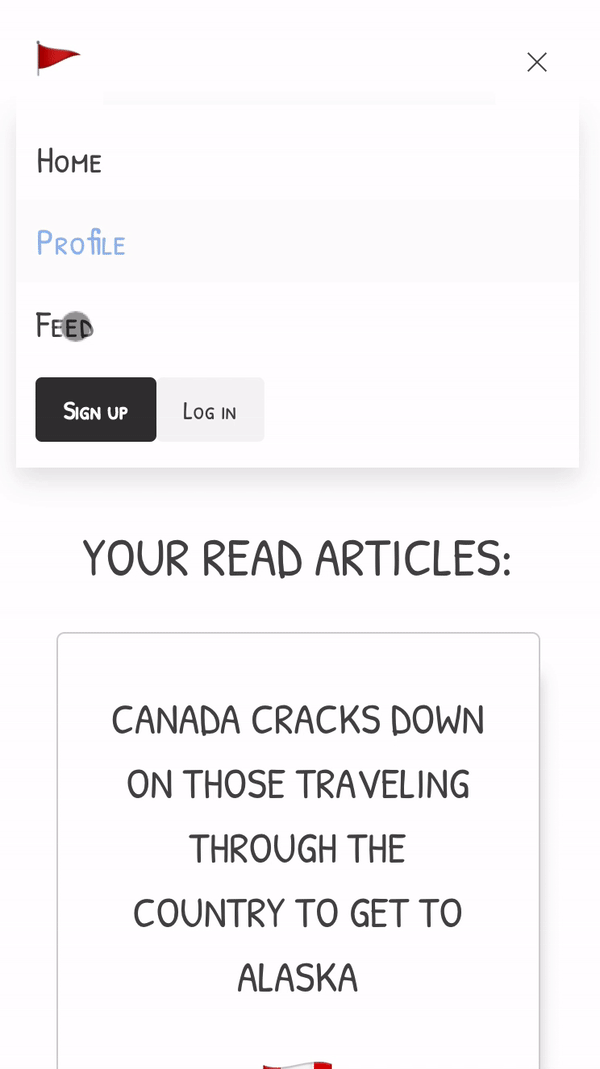 Home
Profile
Feed
Sign up
Log in
YOUR READ ARTICLES:
CANADA CRACKS DOWN
ON THOSE TRAVELING
THROUGH THE
COUNTRY TO GET TO
ALASKA